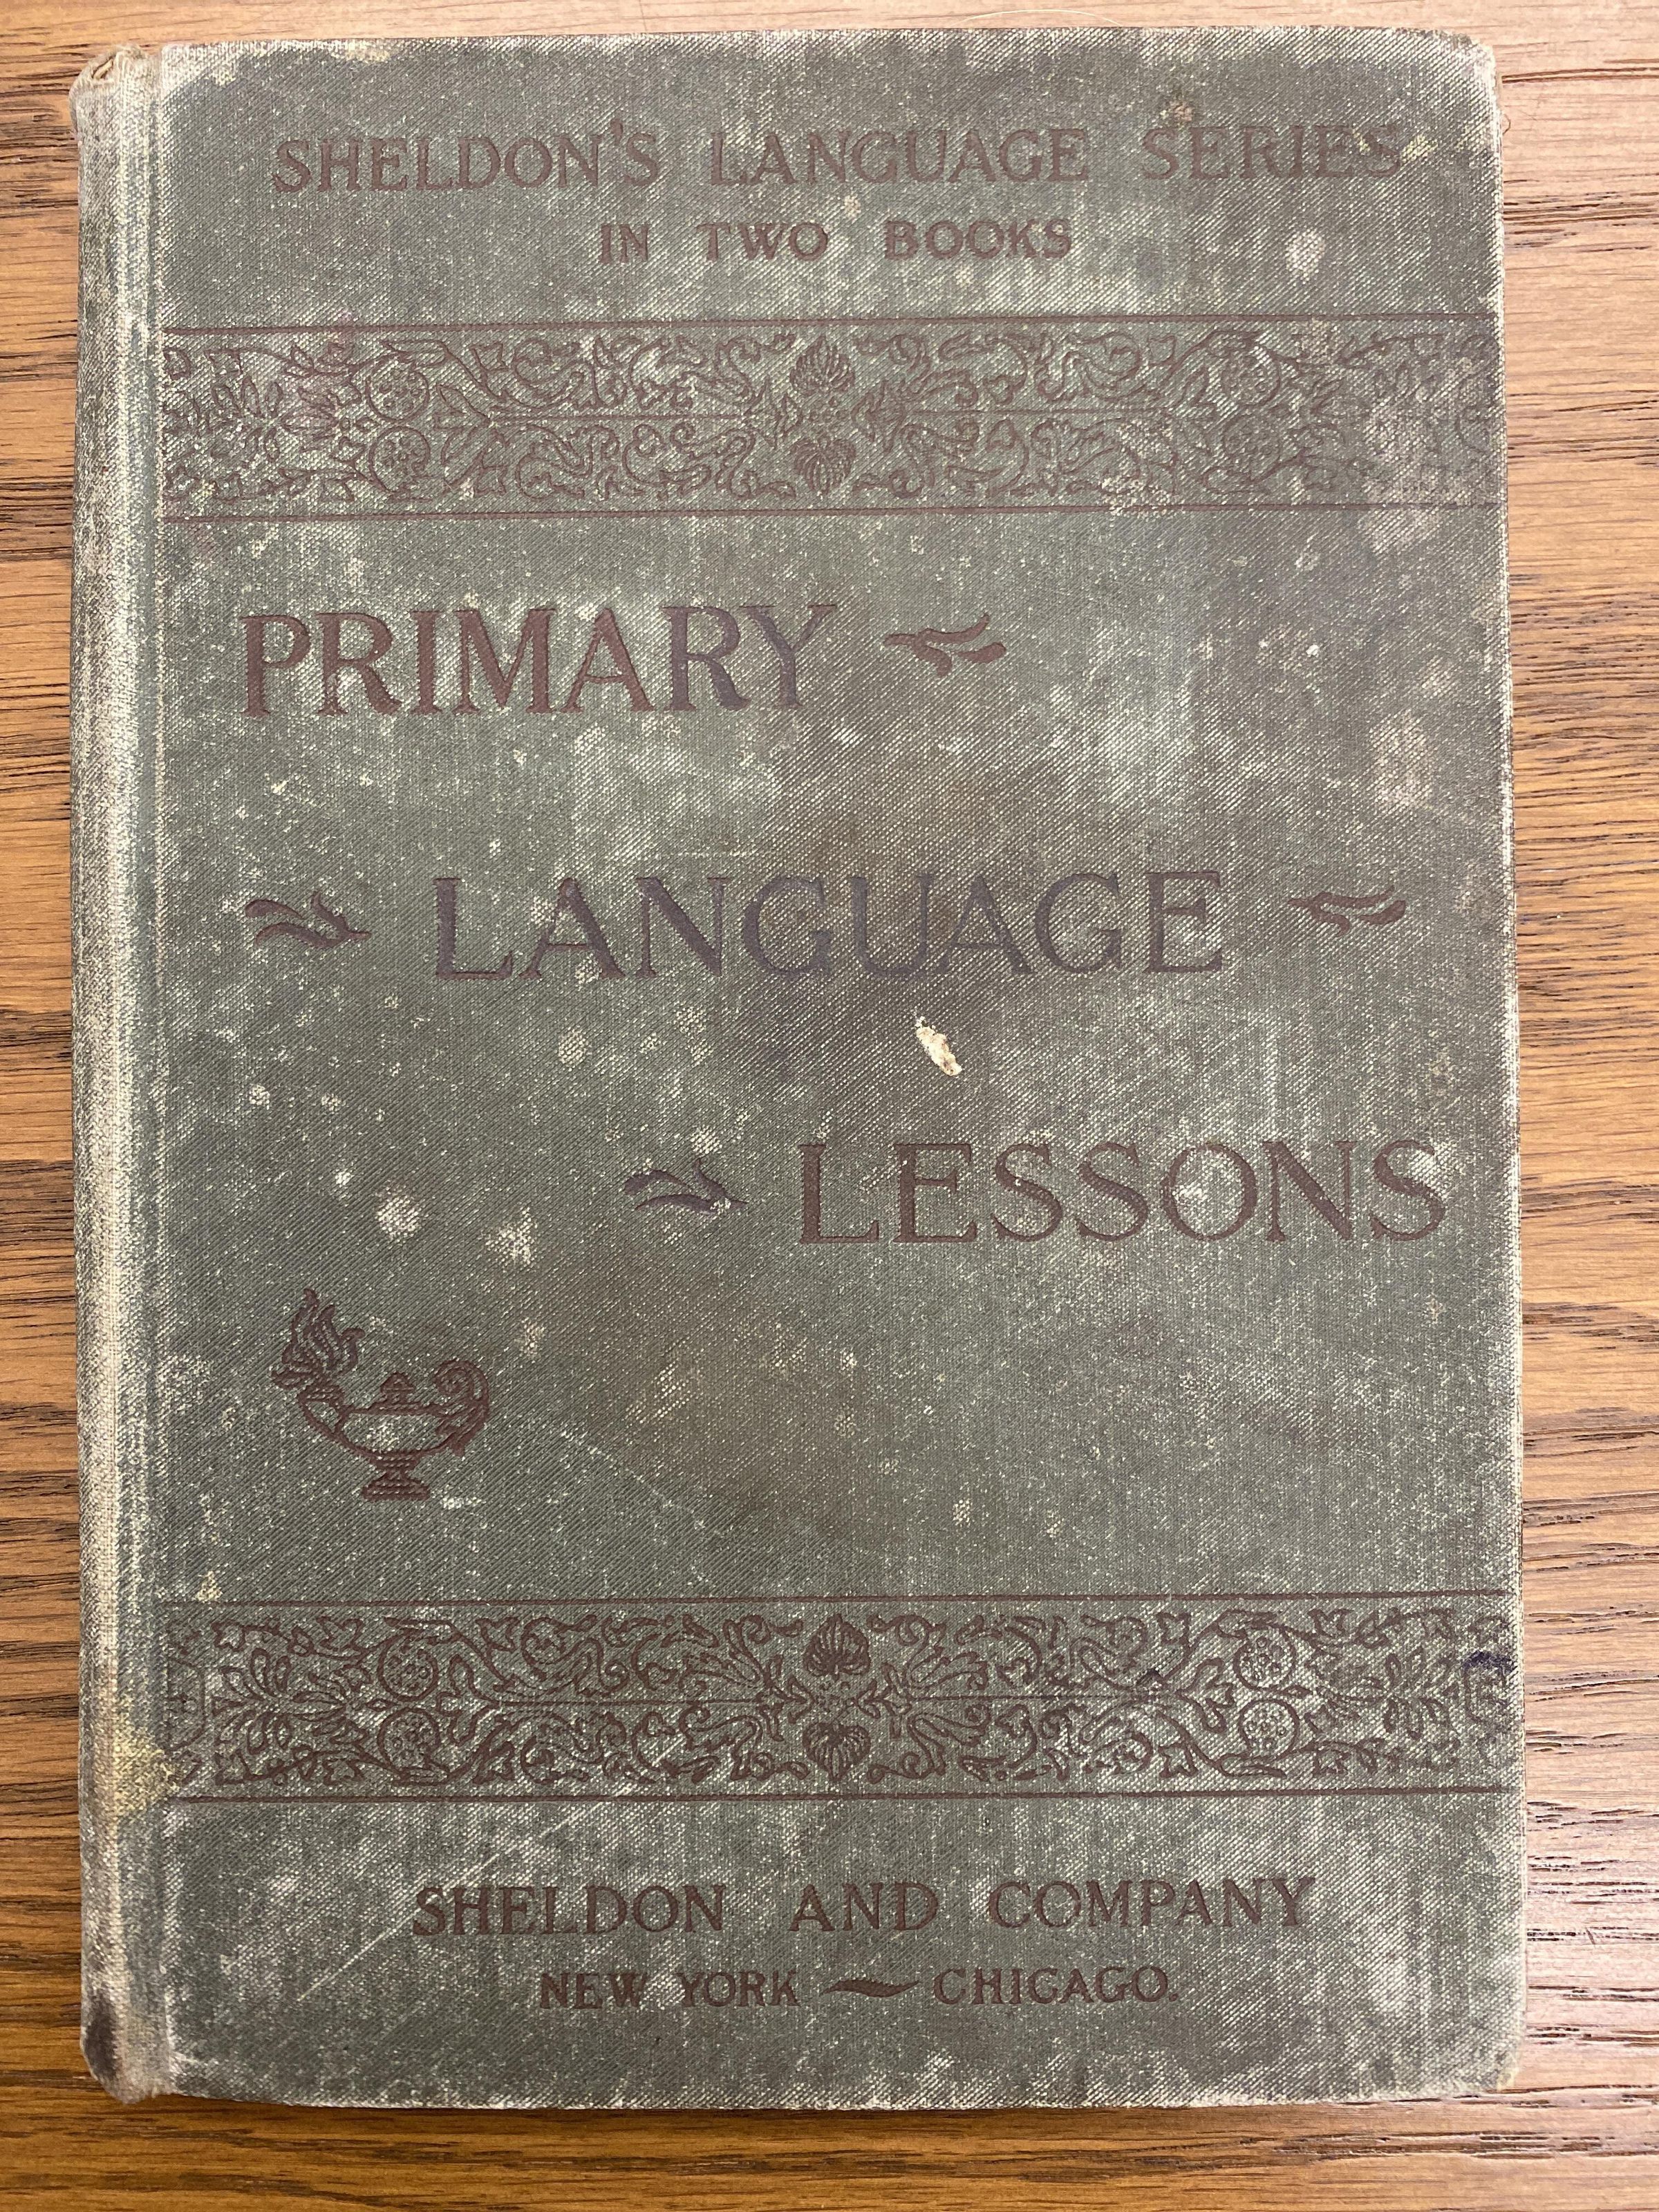 SHELDON'S LANGUAGE SERIES
IN TWO BOOKS
PRIMARY
LANGUAGE
LESSONS
SHELDON AND COMPANY
NEW YORK CHICAGO.